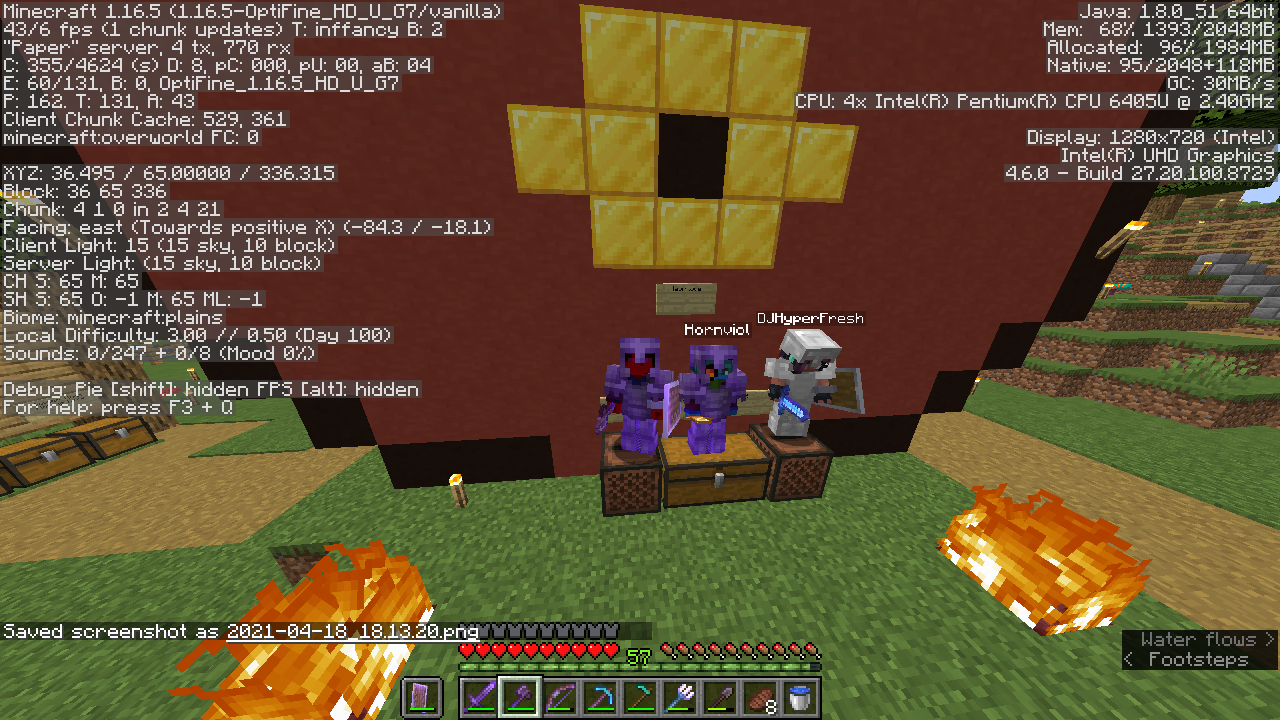 Minecraft 1.16.5 (1.16.5-OptiFine_HD_U_G7/vanilla)
43/6 fps (1 chunk updates) T: inffancy B: 2
"Paper" server, 4 tx, 770 rx
C: 355/4624 (s) D: 8, pC: 000, pU: 00, aB: 04
E: 60/131, B: 0, OptiFine_1.16.5_HD_U_G7
P: 162, T: 131, A: 43
Client Chunk Cache: 529, 361
minecraft:overworld FC: 0
XYZ: 36.495 / 65.00000 / 336.315
Block: 36 65 336
Chunk: 4 1 0 in 2 4 21
Facing: east (Towards positive X) (-84.3 / -18.1)
Client Light: 15 (15 sky, 10 block)
Server Light: (15 sky, 10 block)
CH S: 65 M: 65
SH S: 65 O: -1 M: 65 ML: -1
Biome: minecraft:plains
Local Difficulty: 3.00 // 0.50 (Day 100)
Sounds: 0/247 + 0/8 (Mood 0%)
Debug: Pie [shift]: hidden FPS [alt]: hidden
For help: press F3 + Q
Java: 1.8.0_51 64bit
Mem: 68% 1393/2048MB
Allocated: 96% 1984MB
Native: 95/2048+118MB
GC: 30MB/s
CPU: 4x Intel(R) Pentium(R) CPU 6405U @ 2.40GHz
Display: 1280x720 (Intel)
Intel(R) UHD Graphics
4.6.0 - Build 27.20.100.8729
DJHyperFresh
Hornviol
Saved screenshot as 2021-04-18_18.13.20.png
57
Water flows >
< Footsteps
8